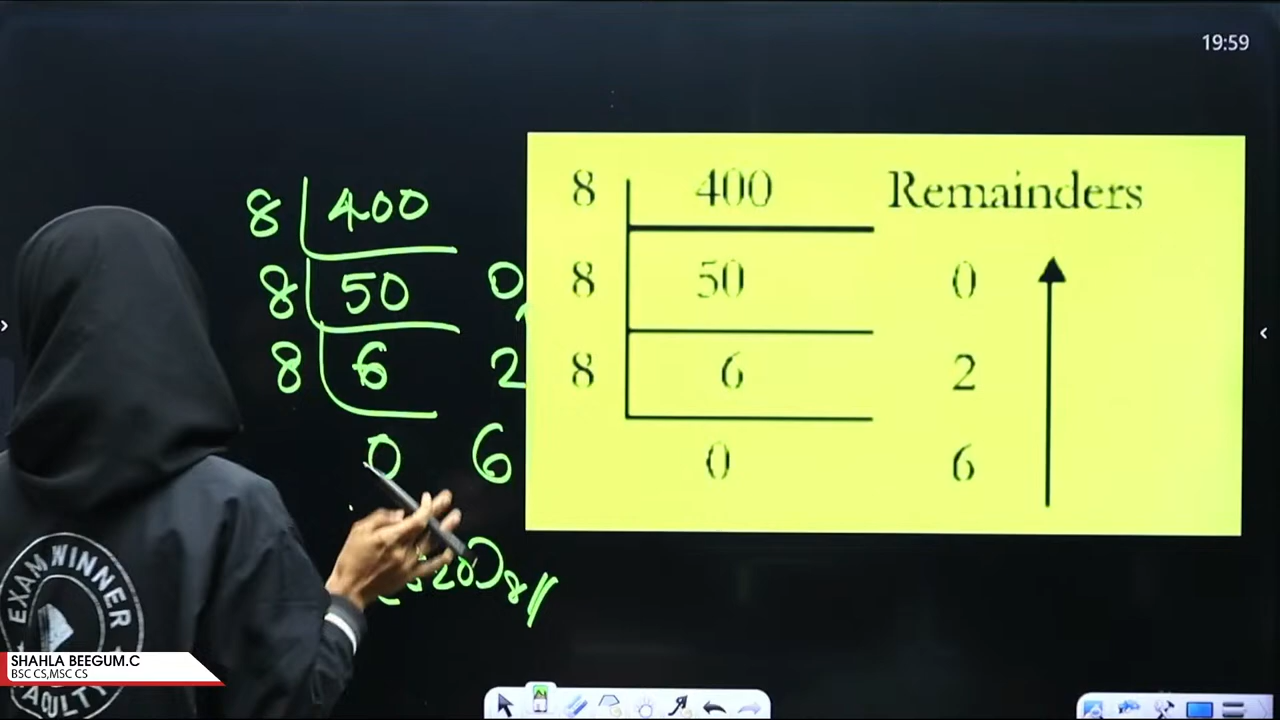 19:59
8 400
8 50 0
8 6 2
0 6
8 400 Remainders
8 50 0
8 6 2
0 6
EXAM WINNER
FACULTY
SHAHLA BEEGUM.C
BSC CS,MSC CS